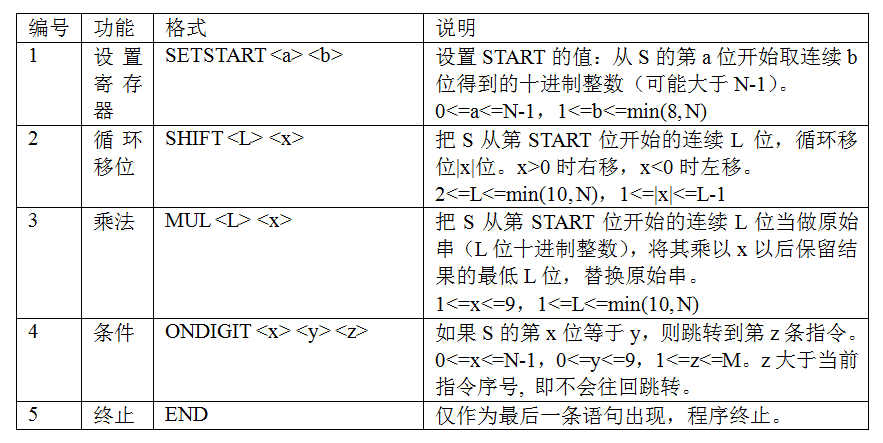 编号 功能 格式 说明
1 设置 SETSTART <a> <b> 设置 START 的值：从 S 的第 a 位开始取连续 b
寄存 位得到的十进制整数（可能大于 N-1）。
器 0<=a<=N-1，1<=b<=min(8, N)
2 循环 SHIFT <L> <x> 把 S 从第 START 位开始的连续 L 位，循环移
移位 位|x|位。x>0 时右移，x<0 时左移。
2<=L<=min(10, N)，1<=|x|<=L-1
3 乘法 MUL <L> <x> 把 S 从第 START 位开始的连续 L 位当做原始
串（L 位十进制整数），将其乘以 x 以后保留结
果的最低 L 位，替换原始串。
1<=x<=9，1<=L<=min(10, N)
4 条件 ONDIGIT <x> <y> <z> 如果 S 的第 x 位等于 y，则跳转到第 z 条指令。
0<=x<=N-1，0<=y<=9，1<=z<=M。z 大于当前
指令序号, 即不会往回跳转。
5 终止 END 仅作为最后一条语句出现，程序终止。